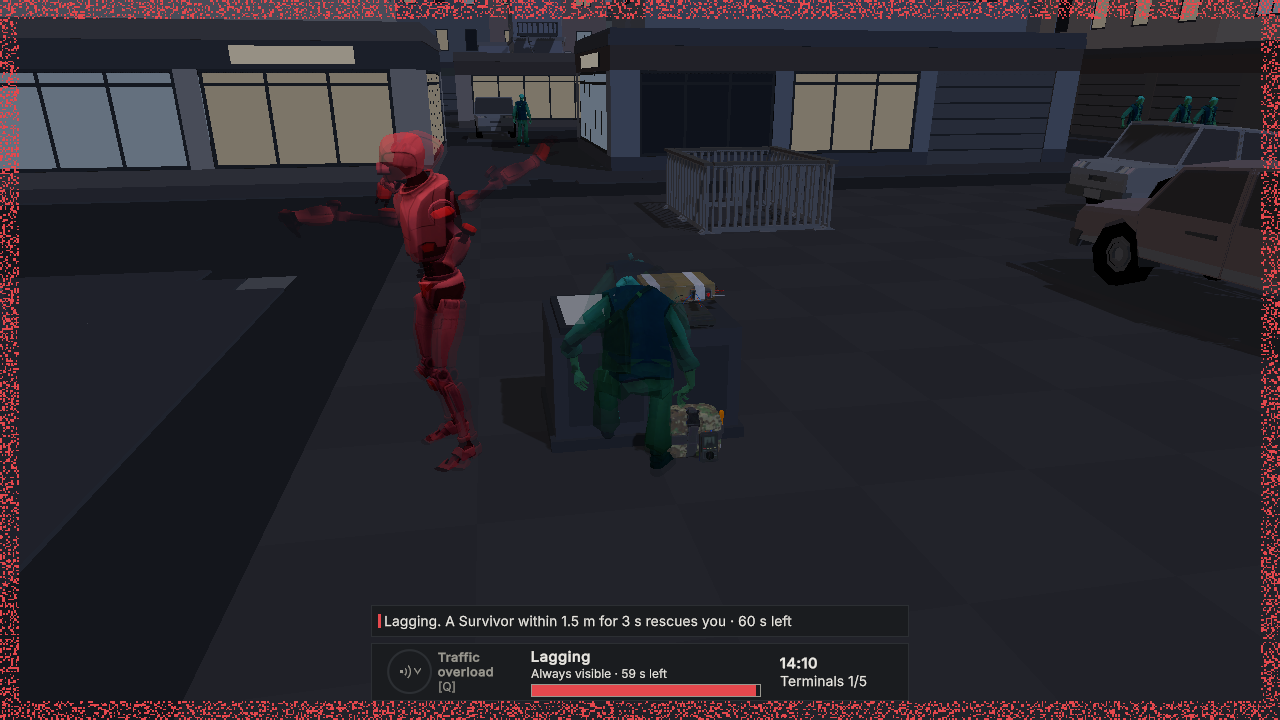 Lagging. A Survivor within 1.5 m for 3 s rescues you · 60 s left
Traffic
overload
[Q]
Lagging
Always visible · 59 s left
14:10
Terminals 1/5